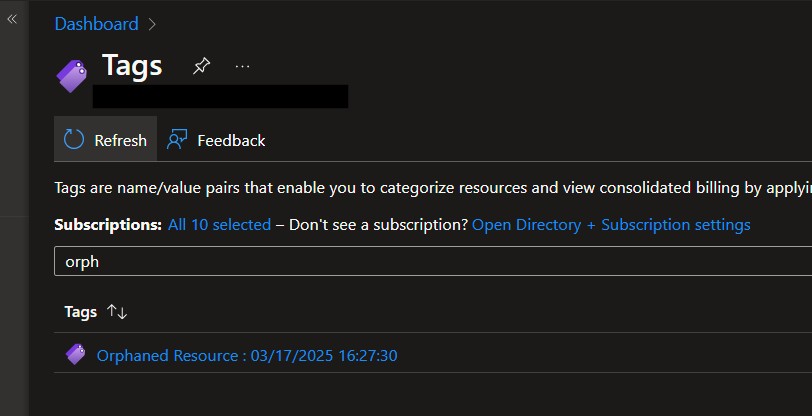 Dashboard
Tags
Refresh Feedback
Tags are name/value pairs that enable you to categorize resources and view consolidated billing by
Subscriptions: All 10 selected – Don't see a subscription? Open Directory + Subscription settings
orph
Tags
Orphaned Resource : 03/17/2025 16:27:30